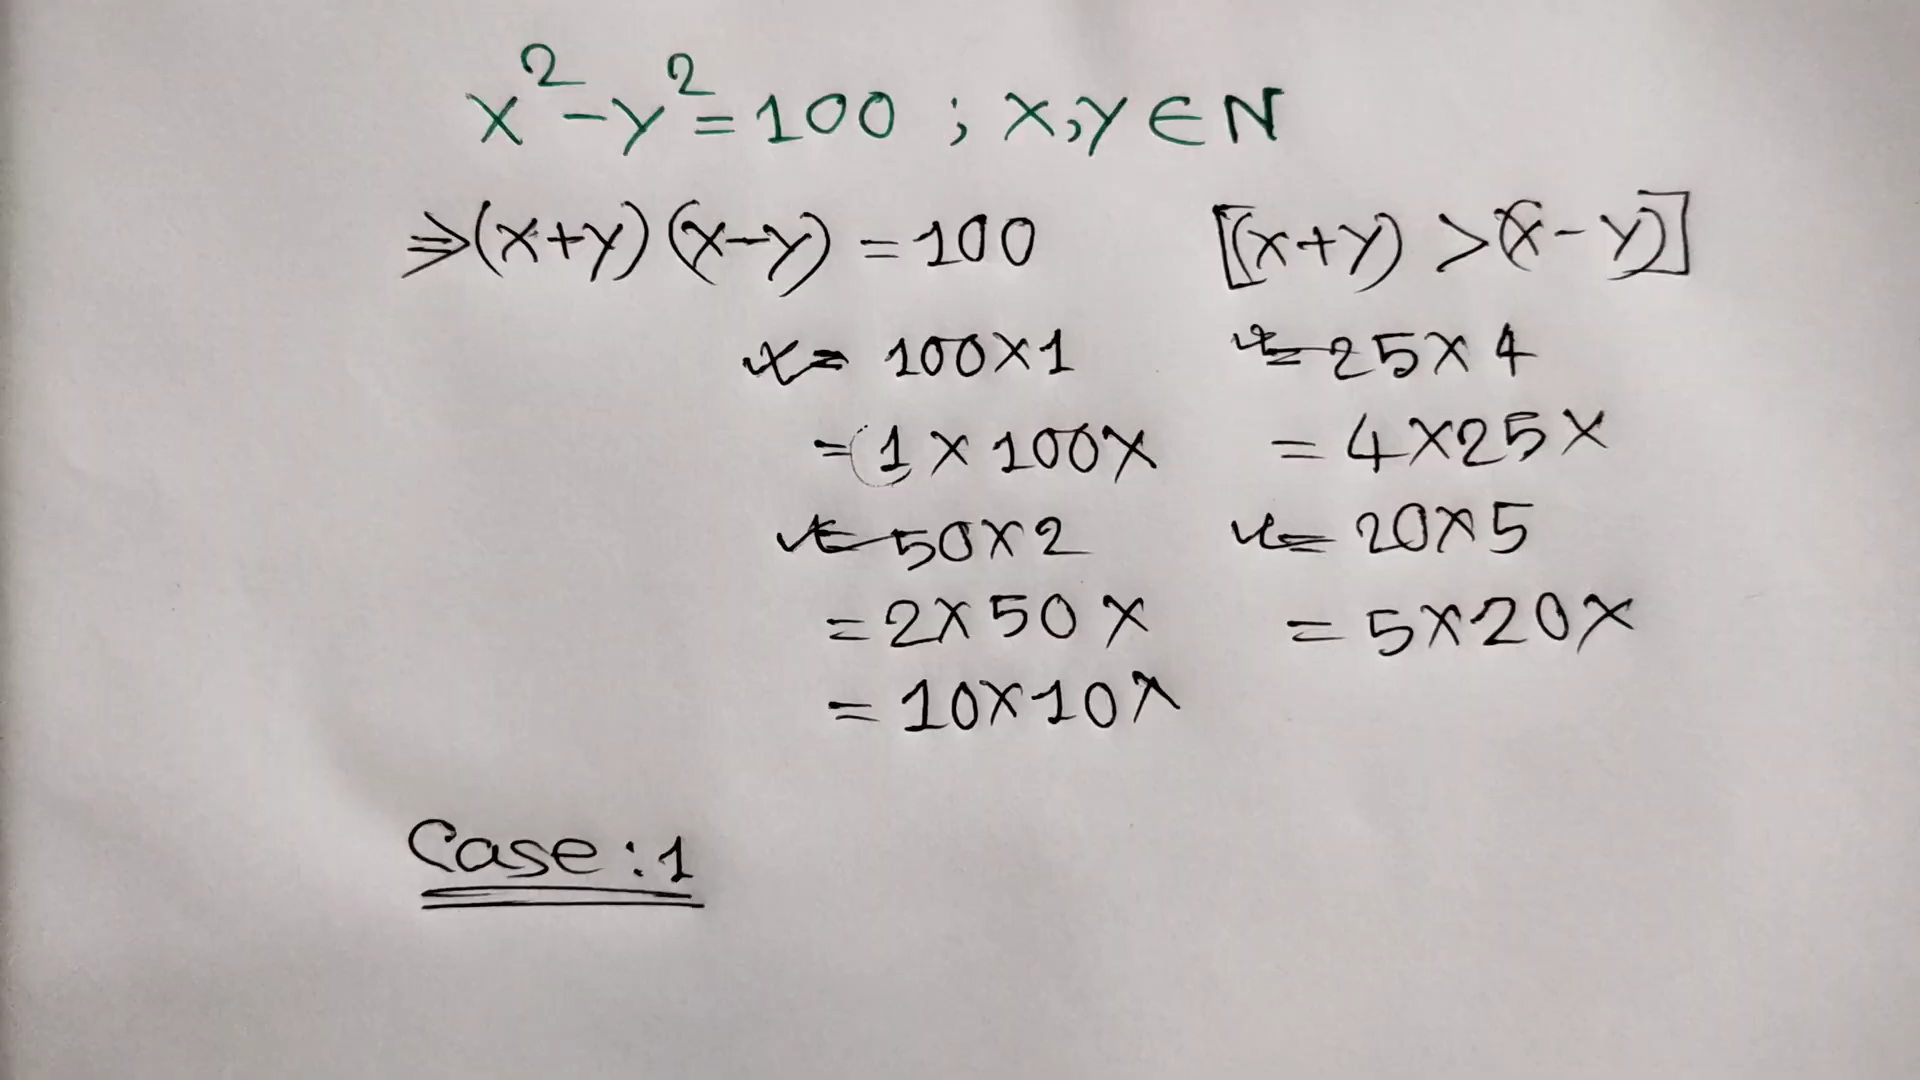 x²-y²=100 ; x,y∈N
⇒(x+y)(x-y)=100 [(x+y)>(x-y)]
✓= 100×1 ✓= 25×4
= 1×100× = 4×25×
✓= 50×2 ✓= 20×5
= 2×50× = 5×20×
= 10×10×
Case:1